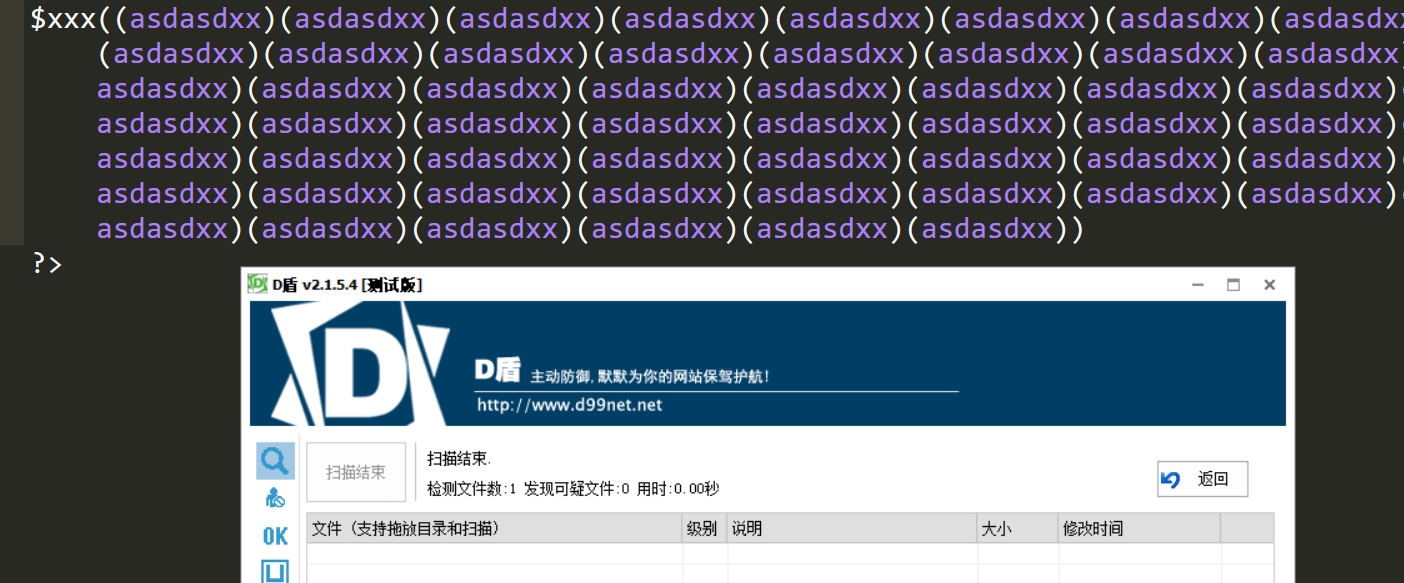 $xxx((asdasdxx)(asdasdxx)(asdasdxx)(asdasdxx)(asdasdxx)(asdasdxx)(asdasdxx)(asdasdxx
(asdasdxx)(asdasdxx)(asdasdxx)(asdasdxx)(asdasdxx)(asdasdxx)(asdasdxx)(asdasdxx)
asdasdxx)(asdasdxx)(asdasdxx)(asdasdxx)(asdasdxx)(asdasdxx)(asdasdxx)(asdasdxx)(
asdasdxx)(asdasdxx)(asdasdxx)(asdasdxx)(asdasdxx)(asdasdxx)(asdasdxx)(asdasdxx)(
asdasdxx)(asdasdxx)(asdasdxx)(asdasdxx)(asdasdxx)(asdasdxx)(asdasdxx)(asdasdxx)(
asdasdxx)(asdasdxx)(asdasdxx)(asdasdxx)(asdasdxx)(asdasdxx)(asdasdxx)(asdasdxx)(
asdasdxx)(asdasdxx)(asdasdxx)(asdasdxx)(asdasdxx)(asdasdxx))
?>
D盾 v2.1.5.4 [测试版]
D盾 主动防御,默默为你的网站保驾护航!
http://www.d99net.net
扫描结束
扫描结束.
检测文件数:1 发现可疑文件:0 用时:0.00秒
返回
OK
文件（支持拖放目录和扫描） 级别 说明 大小 修改时间